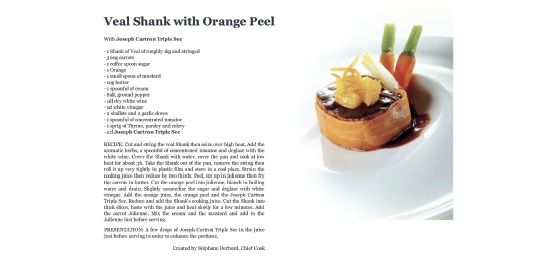 Veal Shank with Orange Peel
With Joseph Cartron Triple Sec
- 1 Shank of Veal of roughly 1kg and stringed
- 300g carrots
- 1 coffee spoon sugar
- 1 Orange
- 1 small spoon of mustard
- 10g butter
- 1 spoonful of cream
- Salt, ground pepper
- 1dl dry white wine
- 1cl white vinegar
- 2 shallots and 2 garlic cloves
- 1 spoonful of concentrated tomato
- 1 sprig of Thyme, parsley and celery
- 2cl Joseph Cartron Triple Sec
RECIPE: Cut and string the veal Shank then seize over high heat. Add the
aromatic herbs, a spoonful of concentrated tomato and deglaze with the
white wine. Cover the Shank with water, cover the pan and cook at low
heat for about 3h. Take the Shank out of the pan, remove the string then
roll it up very tightly in plastic film and store in a cool place. Strain the
cooking juice then reduce by two thirds. Peel, cut up in julienne then fry
the carrots in butter. Cut the orange peel into julienne, blanch in boiling
water and drain. Slightly caramelize the sugar and deglaze with white
vinegar. Add the orange juice, the orange peel and the Joseph Cartron
Triple Sec. Reduce and add the Shank's cooking juice. Cut the Shank into
thick slices, baste with the juice and heat slowly for a few minutes. Add
the carrot Julienne. Mix the cream and the mustard and add to the
Julienne just before serving.
PRESENTATION: A few drops of Joseph Cartron Triple Sec in the juice
just before serving in order to enhance the perfume.
Created by Stéphane Derbord, Chief Cook